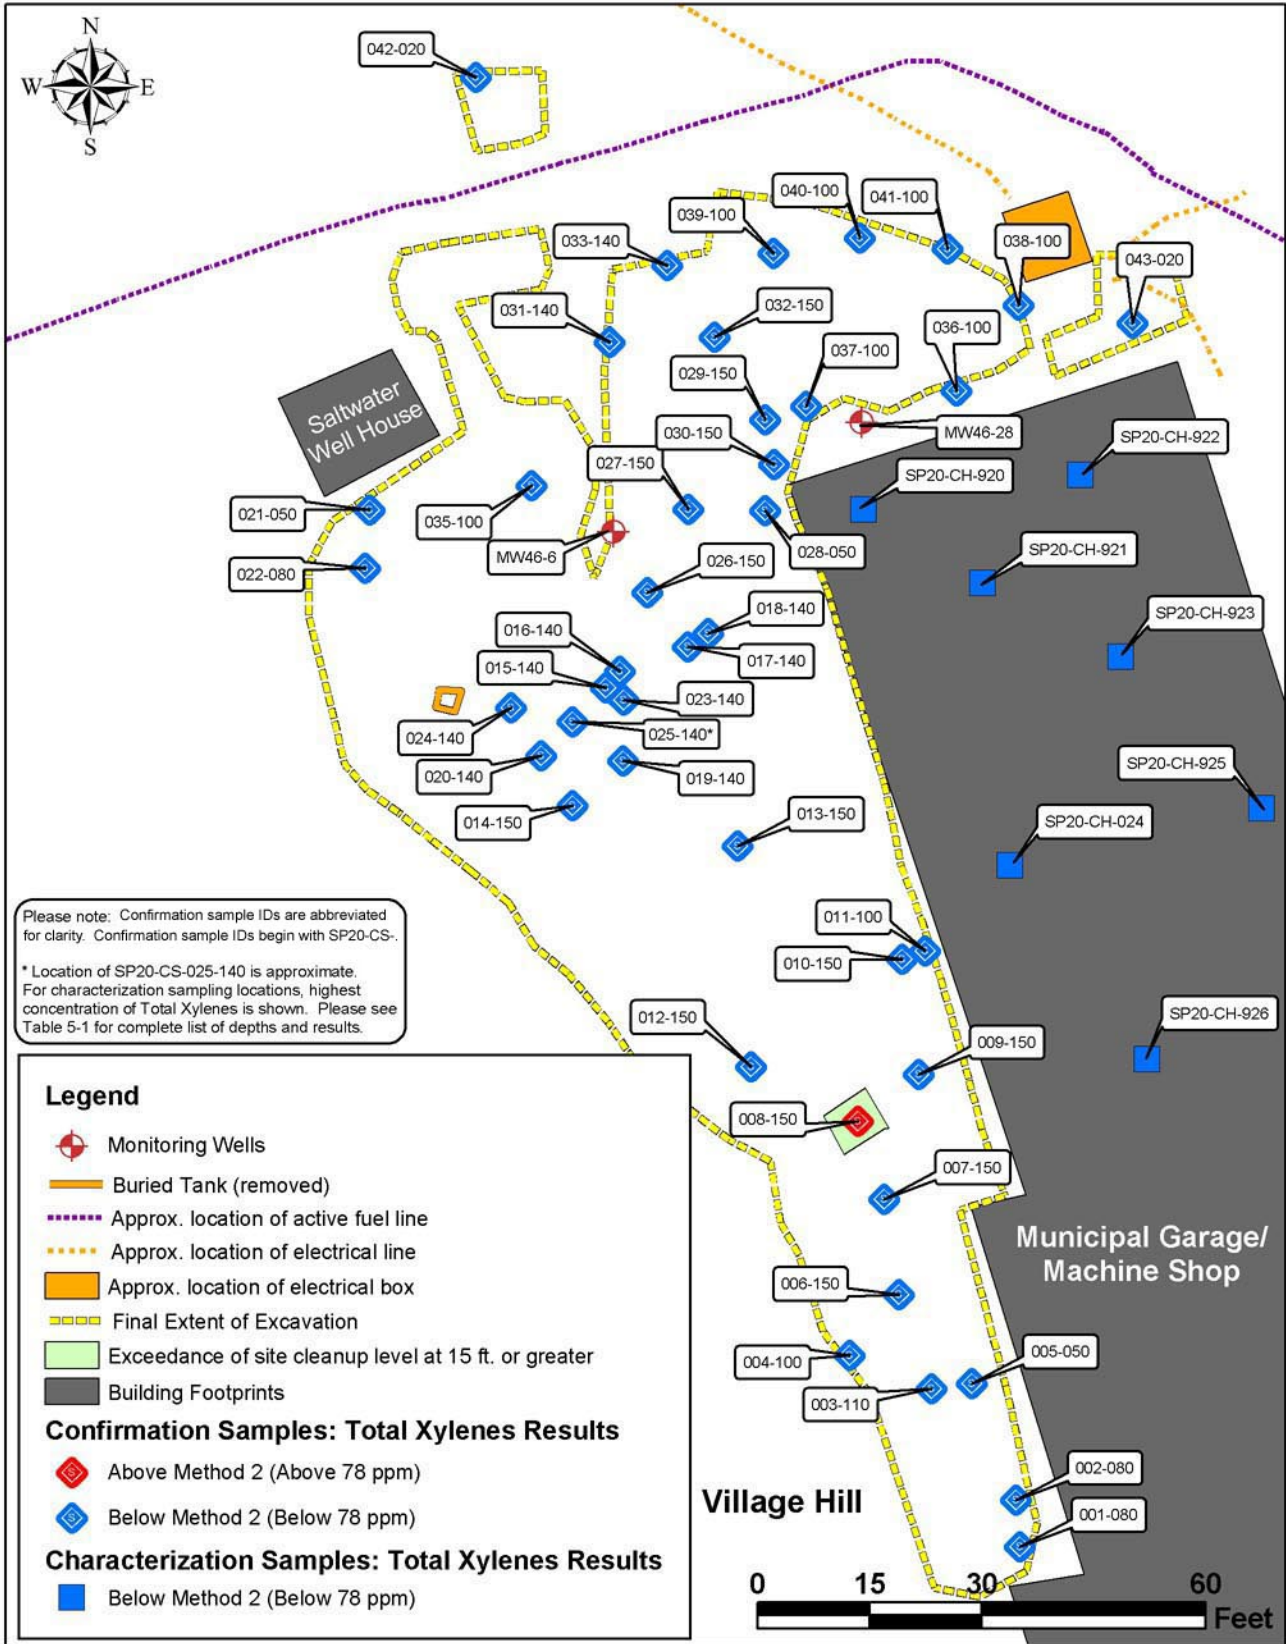 N
W
E
S
042-020
040-100
041-100
039-100
033-140
038-100
043-020
031-140
032-150
036-100
037-100
029-150
Saltwater
Well House
030-150
MW46-28
SP20-CH-922
027-150
SP20-CH-920
021-050
035-100
028-050
SP20-CH-921
MW46-6
022-080
026-150
018-140
SP20-CH-923
016-140
017-140
015-140
023-140
024-140
025-140*
020-140
019-140
SP20-CH-925
014-150
013-150
SP20-CH-024
Please note: Confirmation sample IDs are abbreviated
for clarity. Confirmation sample IDs begin with SP20-CS-.
* Location of SP20-CS-025-140 is approximate.
For characterization sampling locations, highest
concentration of Total Xylenes is shown. Please see
Table 5-1 for complete list of depths and results.
011-100
010-150
012-150
SP20-CH-926
009-150
008-150
007-150
Municipal Garage/
Machine Shop
006-150
004-100
005-050
003-110
002-080
001-080
Village Hill
Legend
Monitoring Wells
Buried Tank (removed)
Approx. location of active fuel line
Approx. location of electrical line
Approx. location of electrical box
Final Extent of Excavation
Exceedance of site cleanup level at 15 ft. or greater
Building Footprints
Confirmation Samples: Total Xylenes Results
Above Method 2 (Above 78 ppm)
Below Method 2 (Below 78 ppm)
Characterization Samples: Total Xylenes Results
Below Method 2 (Below 78 ppm)
0 15 30 60
Feet